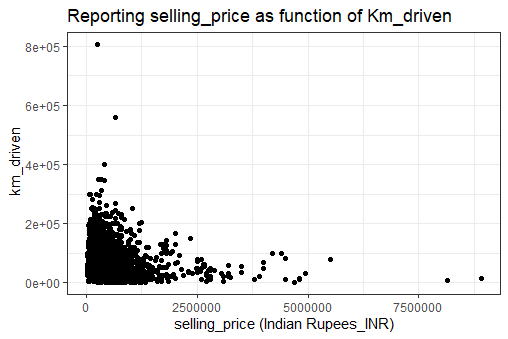 Reporting selling_price as function of Km_driven
8e+05
6e+05
4e+05
2e+05
0e+00
km_driven
0 2500000 5000000 7500000
selling_price (Indian Rupees_INR)